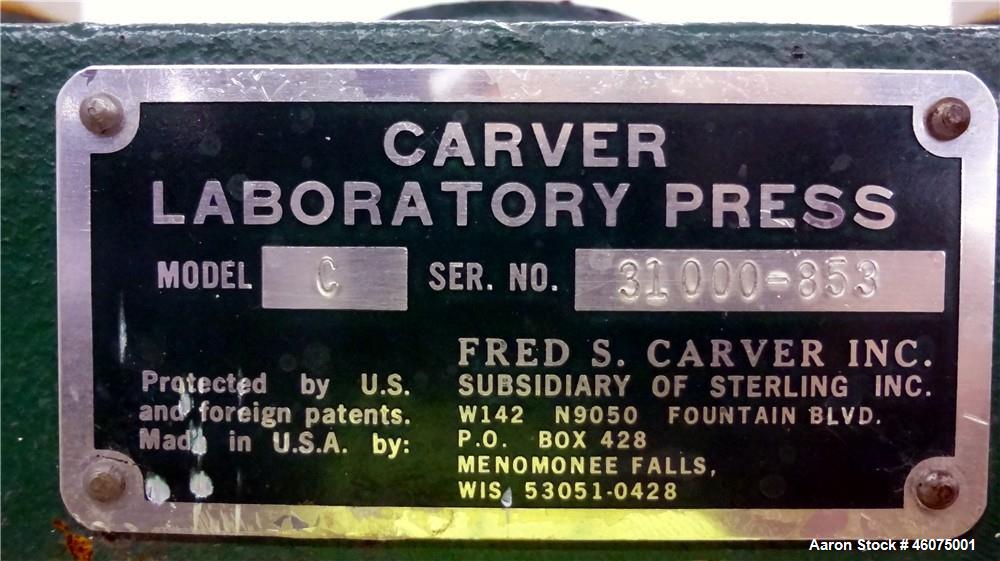 CARVER
LABORATORY PRESS
MODEL C SER. NO. 31000-853
Protected by U.S.
and foreign patents.
Made in U.S.A. by:
FRED S. CARVER INC.
SUBSIDIARY OF STERLING INC.
W142 N9050 FOUNTAIN BLVD.
P.O. BOX 428
MENOMONEE FALLS,
WIS. 53051-0428
Aaron Stock # 46075001